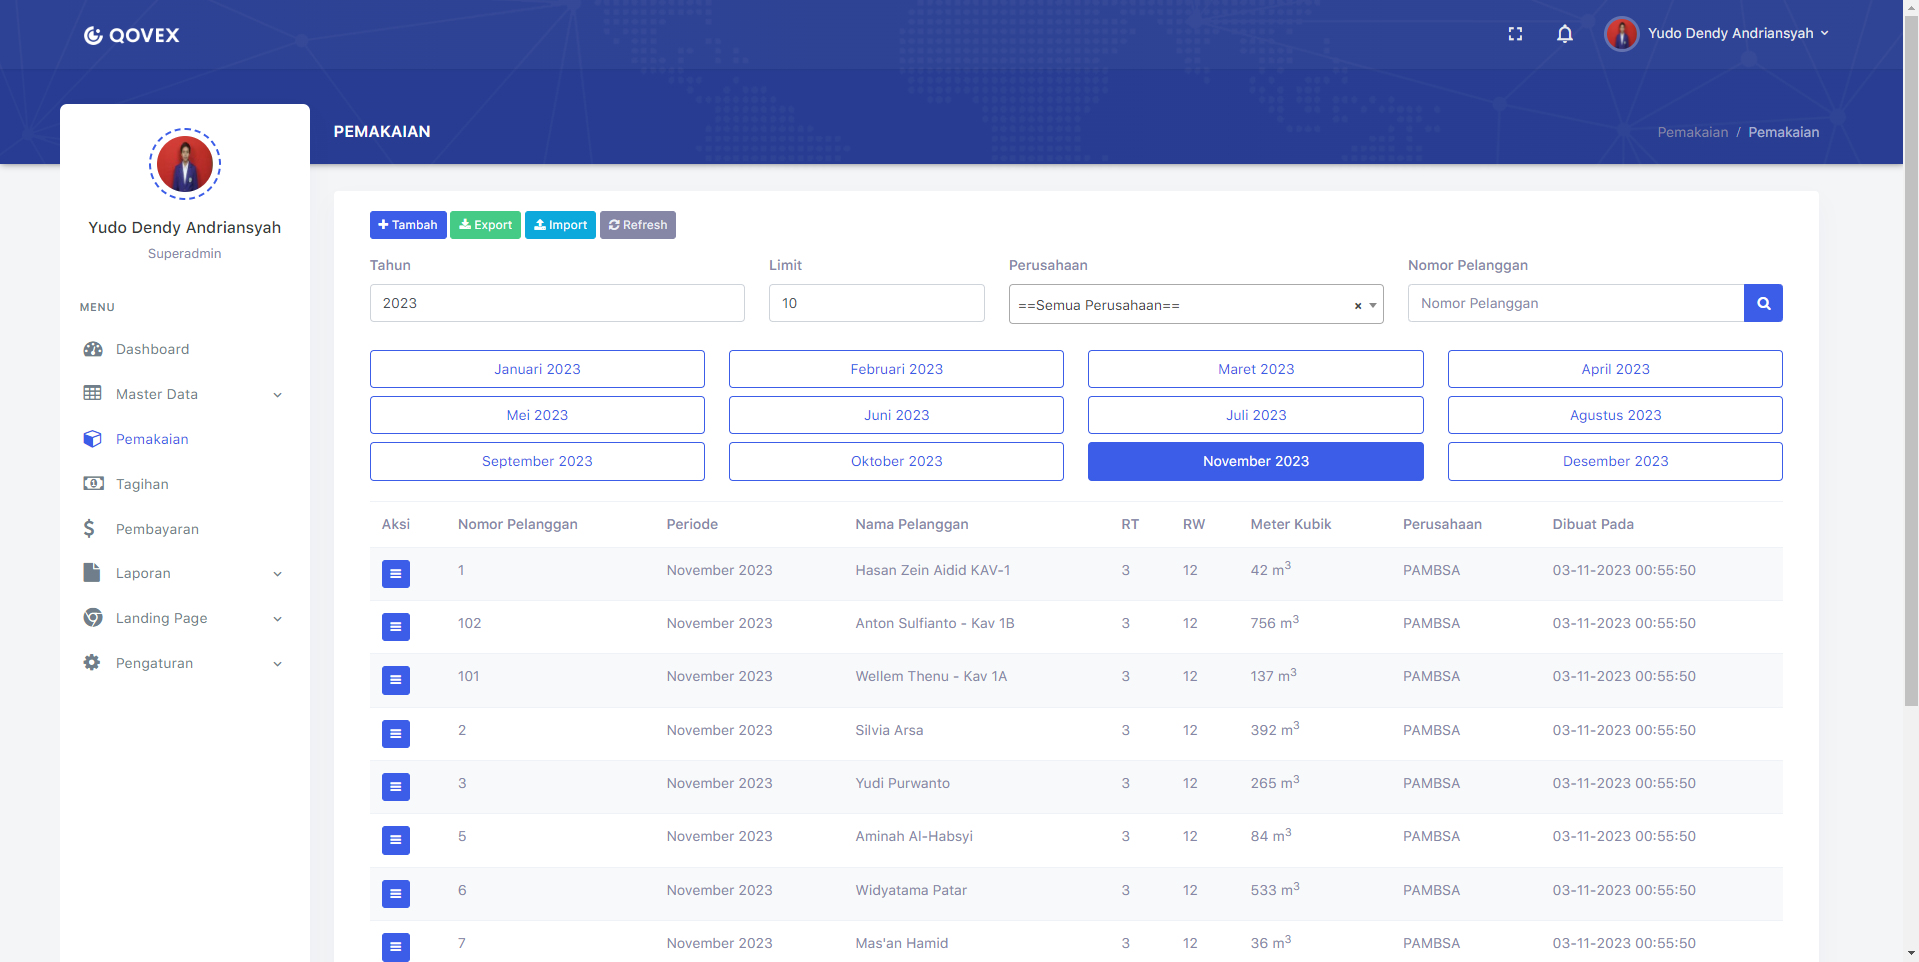 QOVEX
Yudo Dendy Andriansyah
PEMAKAIAN
Pemakaian / Pemakaian
Yudo Dendy Andriansyah
Superadmin
MENU
Dashboard
Master Data
Pemakaian
Tagihan
Pembayaran
Laporan
Landing Page
Pengaturan
Tambah Export Import Refresh
Tahun Limit Perusahaan Nomor Pelanggan
2023 10 ==Semua Perusahaan== × Nomor Pelanggan
Januari 2023 Februari 2023 Maret 2023 April 2023
Mei 2023 Juni 2023 Juli 2023 Agustus 2023
September 2023 Oktober 2023 November 2023 Desember 2023
Aksi Nomor Pelanggan Periode Nama Pelanggan RT RW Meter Kubik Perusahaan Dibuat Pada
1 November 2023 Hasan Zein Aidid KAV-1 3 12 42 m³ PAMBSA 03-11-2023 00:55:50
102 November 2023 Anton Sulfianto - Kav 1B 3 12 756 m³ PAMBSA 03-11-2023 00:55:50
101 November 2023 Wellem Thenu - Kav 1A 3 12 137 m³ PAMBSA 03-11-2023 00:55:50
2 November 2023 Silvia Arsa 3 12 392 m³ PAMBSA 03-11-2023 00:55:50
3 November 2023 Yudi Purwanto 3 12 265 m³ PAMBSA 03-11-2023 00:55:50
5 November 2023 Aminah Al-Habsyi 3 12 84 m³ PAMBSA 03-11-2023 00:55:50
6 November 2023 Widyatama Patar 3 12 533 m³ PAMBSA 03-11-2023 00:55:50
7 November 2023 Mas'an Hamid 3 12 36 m³ PAMBSA 03-11-2023 00:55:50